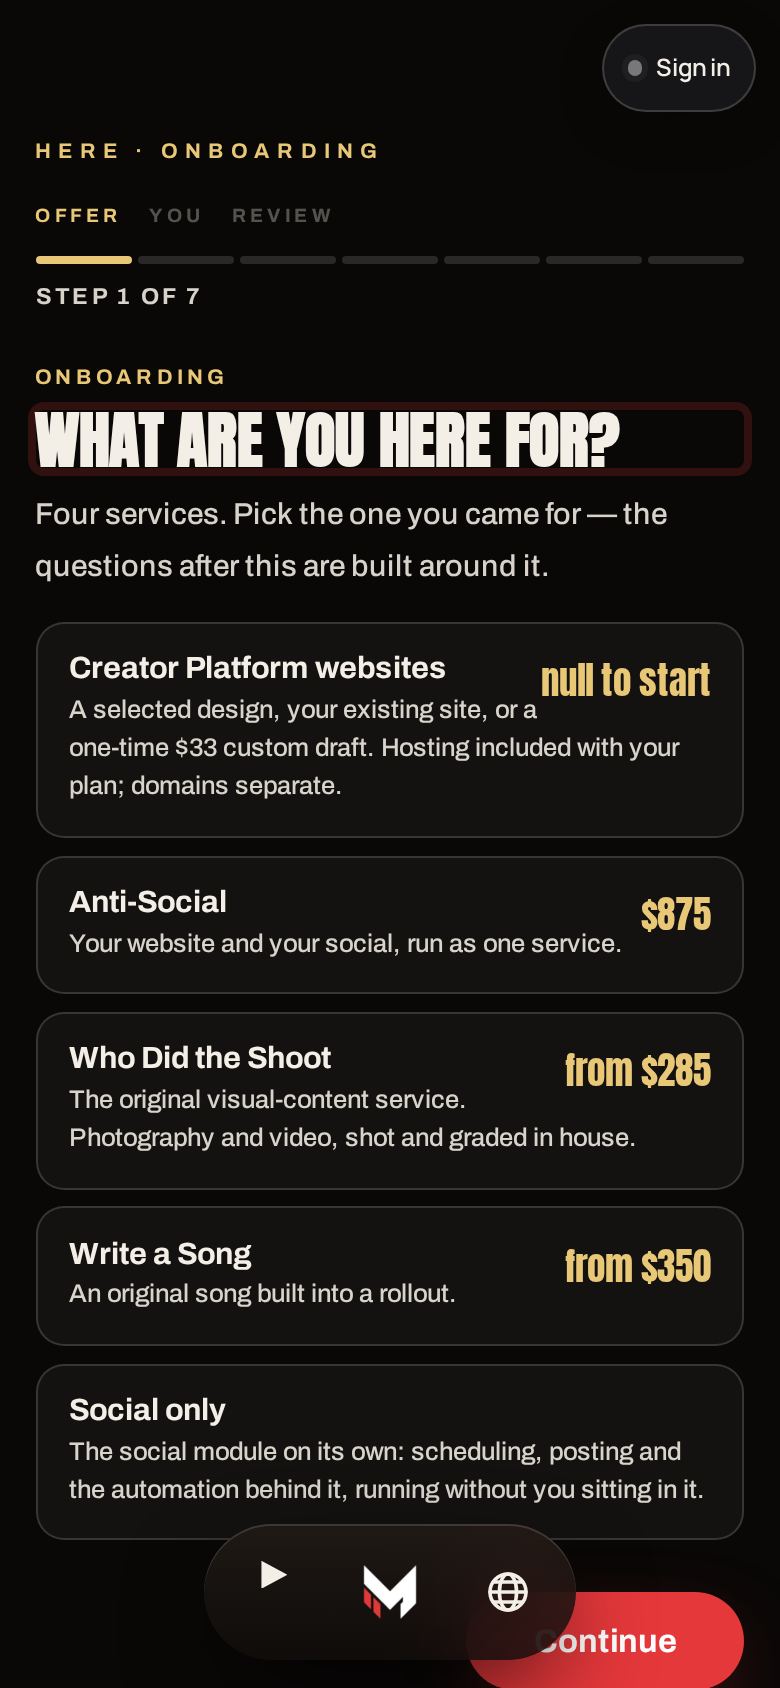 Sign in
HERE · ONBOARDING
OFFER YOU REVIEW
STEP 1 OF 7
ONBOARDING
WHAT ARE YOU HERE FOR?
Four services. Pick the one you came for — the
questions after this are built around it.
Creator Platform websites
null to start
A selected design, your existing site, or a
one-time $33 custom draft. Hosting included with your
plan; domains separate.
Anti-Social
$875
Your website and your social, run as one service.
Who Did the Shoot
from $285
The original visual-content service.
Photography and video, shot and graded in house.
Write a Song
from $350
An original song built into a rollout.
Social only
The social module on its own: scheduling, posting and
the automation behind it, running without you sitting in it.
Continue